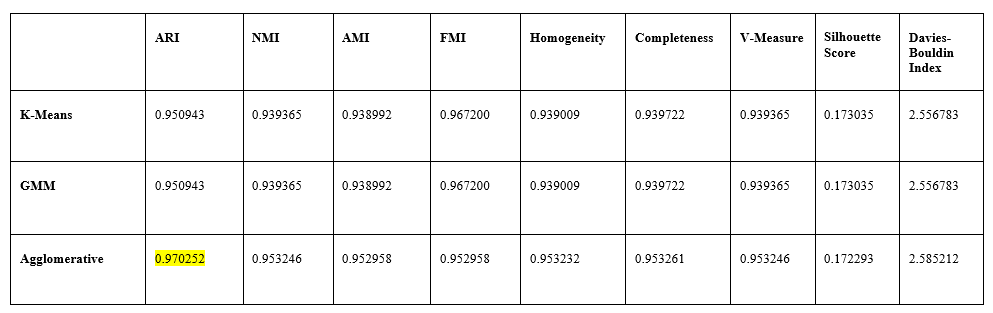 ARI NMI AMI FMI Homogeneity Completeness V-Measure Silhouette Score Davies-Bouldin Index
K-Means 0.950943 0.939365 0.938992 0.967200 0.939009 0.939722 0.939365 0.173035 2.556783
GMM 0.950943 0.939365 0.938992 0.967200 0.939009 0.939722 0.939365 0.173035 2.556783
Agglomerative 0.970252 0.953246 0.952958 0.952958 0.953232 0.953261 0.953246 0.172293 2.585212